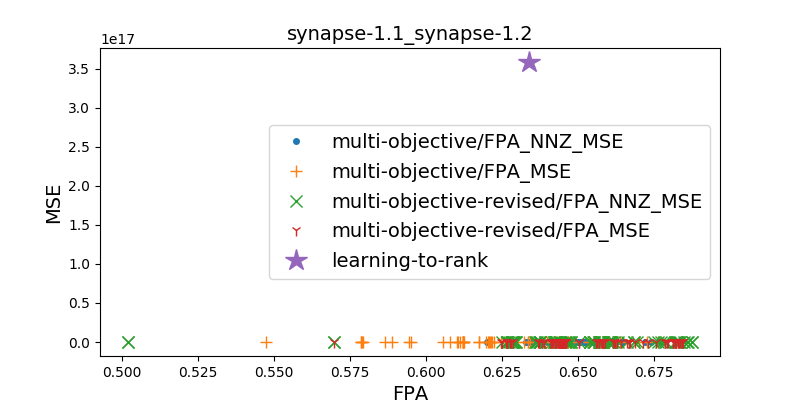 synapse-1.1_synapse-1.2
1e17
3.5
3.0
2.5
2.0
1.5
1.0
0.5
0.0
MSE
multi-objective/FPA_NNZ_MSE
multi-objective/FPA_MSE
multi-objective-revised/FPA_NNZ_MSE
multi-objective-revised/FPA_MSE
learning-to-rank
0.500 0.525 0.550 0.575 0.600 0.625 0.650 0.675
FPA